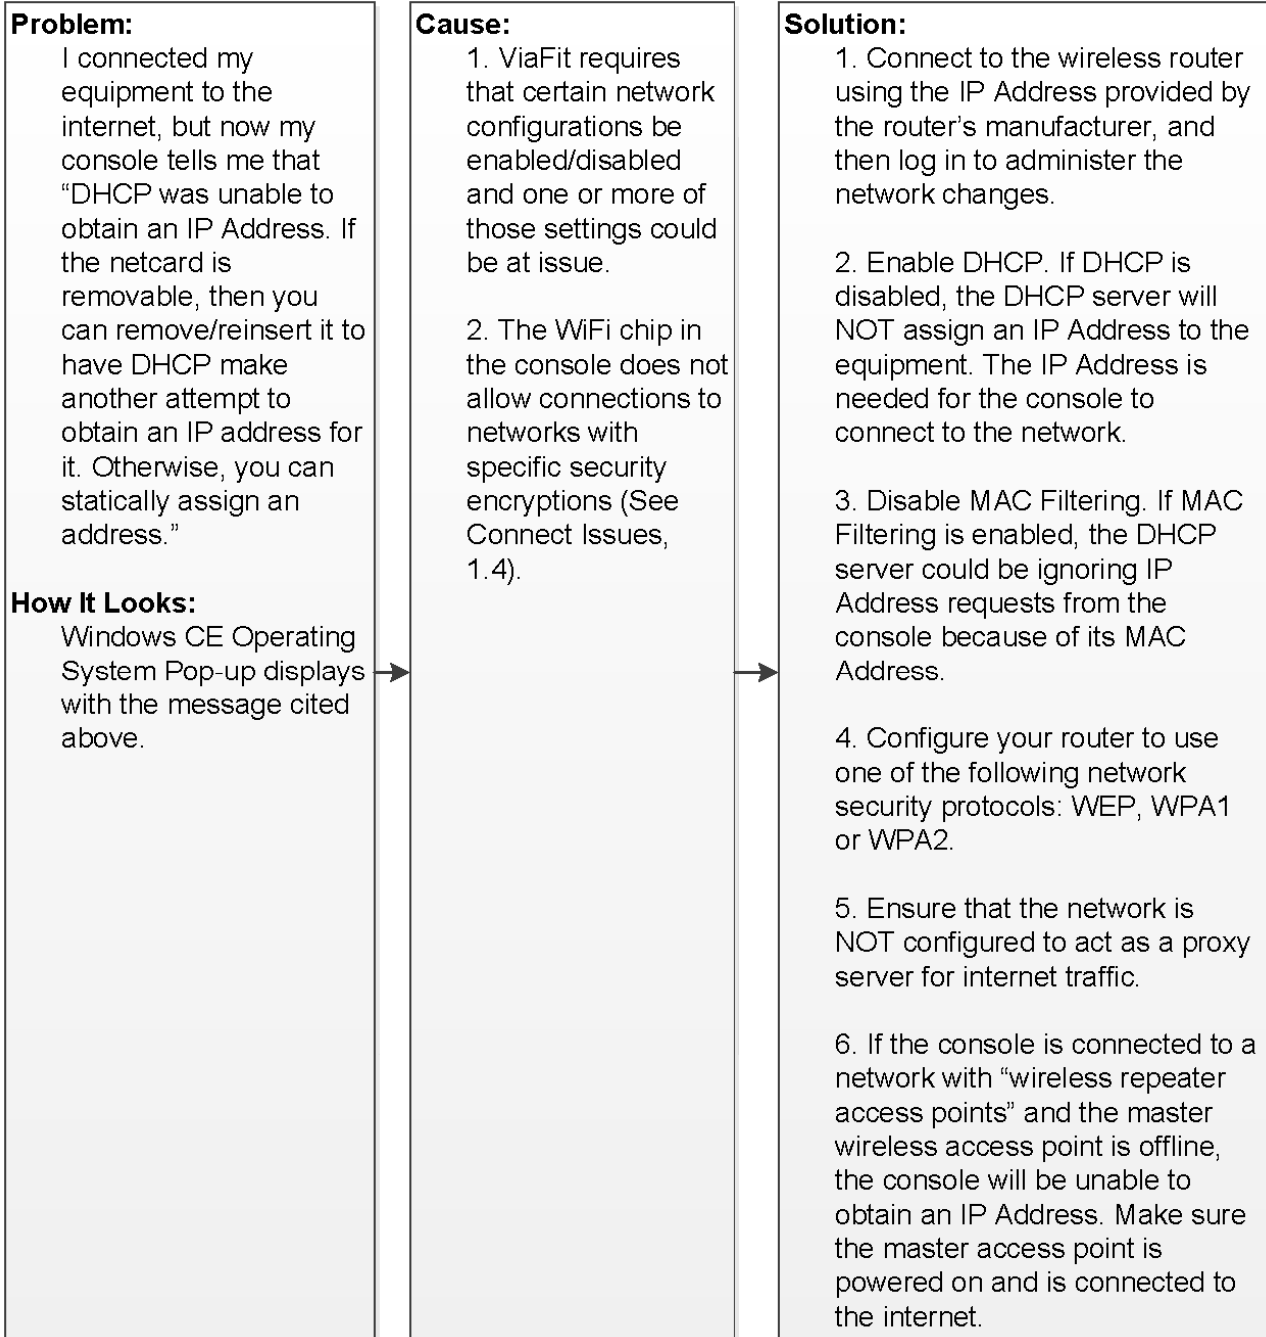 Problem:
I connected my
equipment to the
internet, but now my
console tells me that
“DHCP was unable to
obtain an IP Address. If
the netcard is
removable, then you
can remove/reinsert it to
have DHCP make
another attempt to
obtain an IP address for
it. Otherwise, you can
statically assign an
address.”
How It Looks:
Windows CE Operating
System Pop-up displays
with the message cited
above.
Cause:
1. ViaFit requires
that certain network
configurations be
enabled/disabled
and one or more of
those settings could
be at issue.
2. The WiFi chip in
the console does not
allow connections to
networks with
specific security
encryptions (See
Connect Issues,
1.4).
Solution:
1. Connect to the wireless router
using the IP Address provided by
the router’s manufacturer, and
then log in to administer the
network changes.
2. Enable DHCP. If DHCP is
disabled, the DHCP server will
NOT assign an IP Address to the
equipment. The IP Address is
needed for the console to
connect to the network.
3. Disable MAC Filtering. If MAC
Filtering is enabled, the DHCP
server could be ignoring IP
Address requests from the
console because of its MAC
Address.
4. Configure your router to use
one of the following network
security protocols: WEP, WPA1
or WPA2.
5. Ensure that the network is
NOT configured to act as a proxy
server for internet traffic.
6. If the console is connected to a
network with “wireless repeater
access points” and the master
wireless access point is offline,
the console will be unable to
obtain an IP Address. Make sure
the master access point is
powered on and is connected to
the internet.